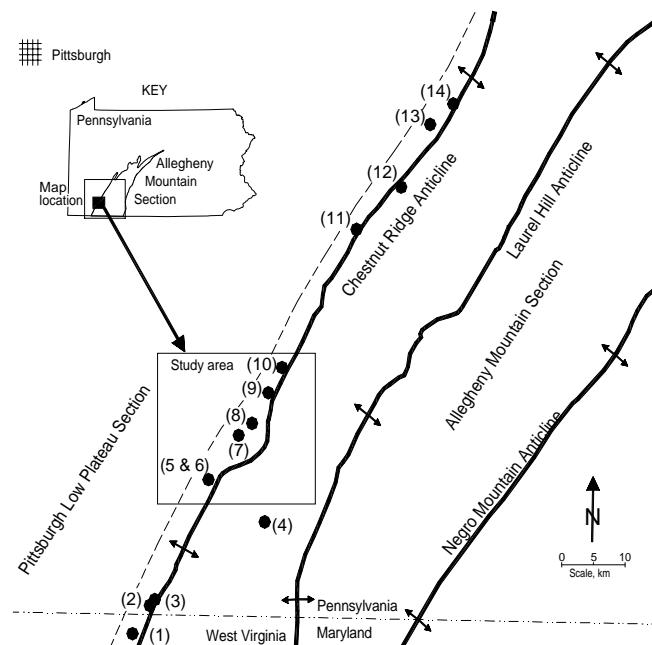 Pittsburgh
KEY
Pennsylvania
Allegheny
Mountain
Section
Map
location
(14)
(13)
(12)
(11)
Chestnut Ridge Anticline
Laurel Hill Anticline
Allegheny Mountain Section
Negro Mountain Anticline
Pittsburgh Low Plateau Section
Study area
(10)
(9)
(8)
(7)
(5 & 6)
(4)
N
0 5 10
Scale, km
(2)
(3)
(1)
Pennsylvania
West Virginia
Maryland